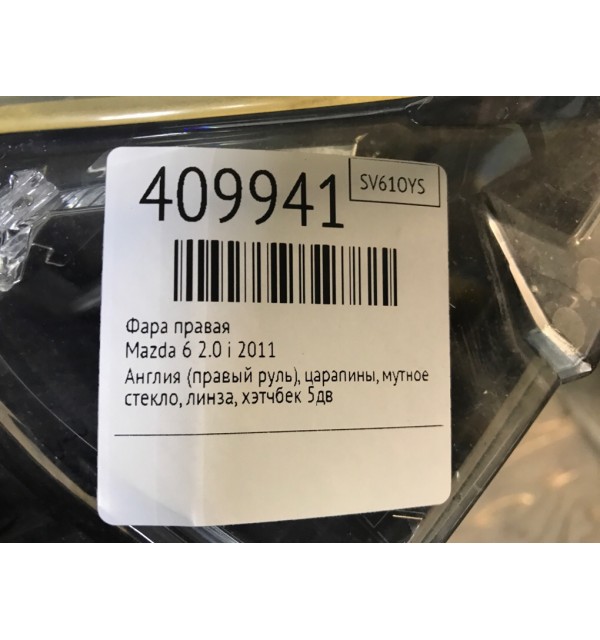 409941
SV610YS
Фара правая
Mazda 6 2.0 i 2011
Англия (правый руль), царапины, мутное
стекло, линза, хэтчбек 5дв